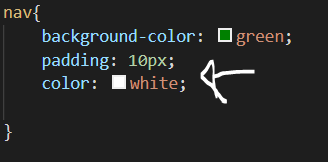 nav{
background-color: green;
padding: 10px;
color: white;
}